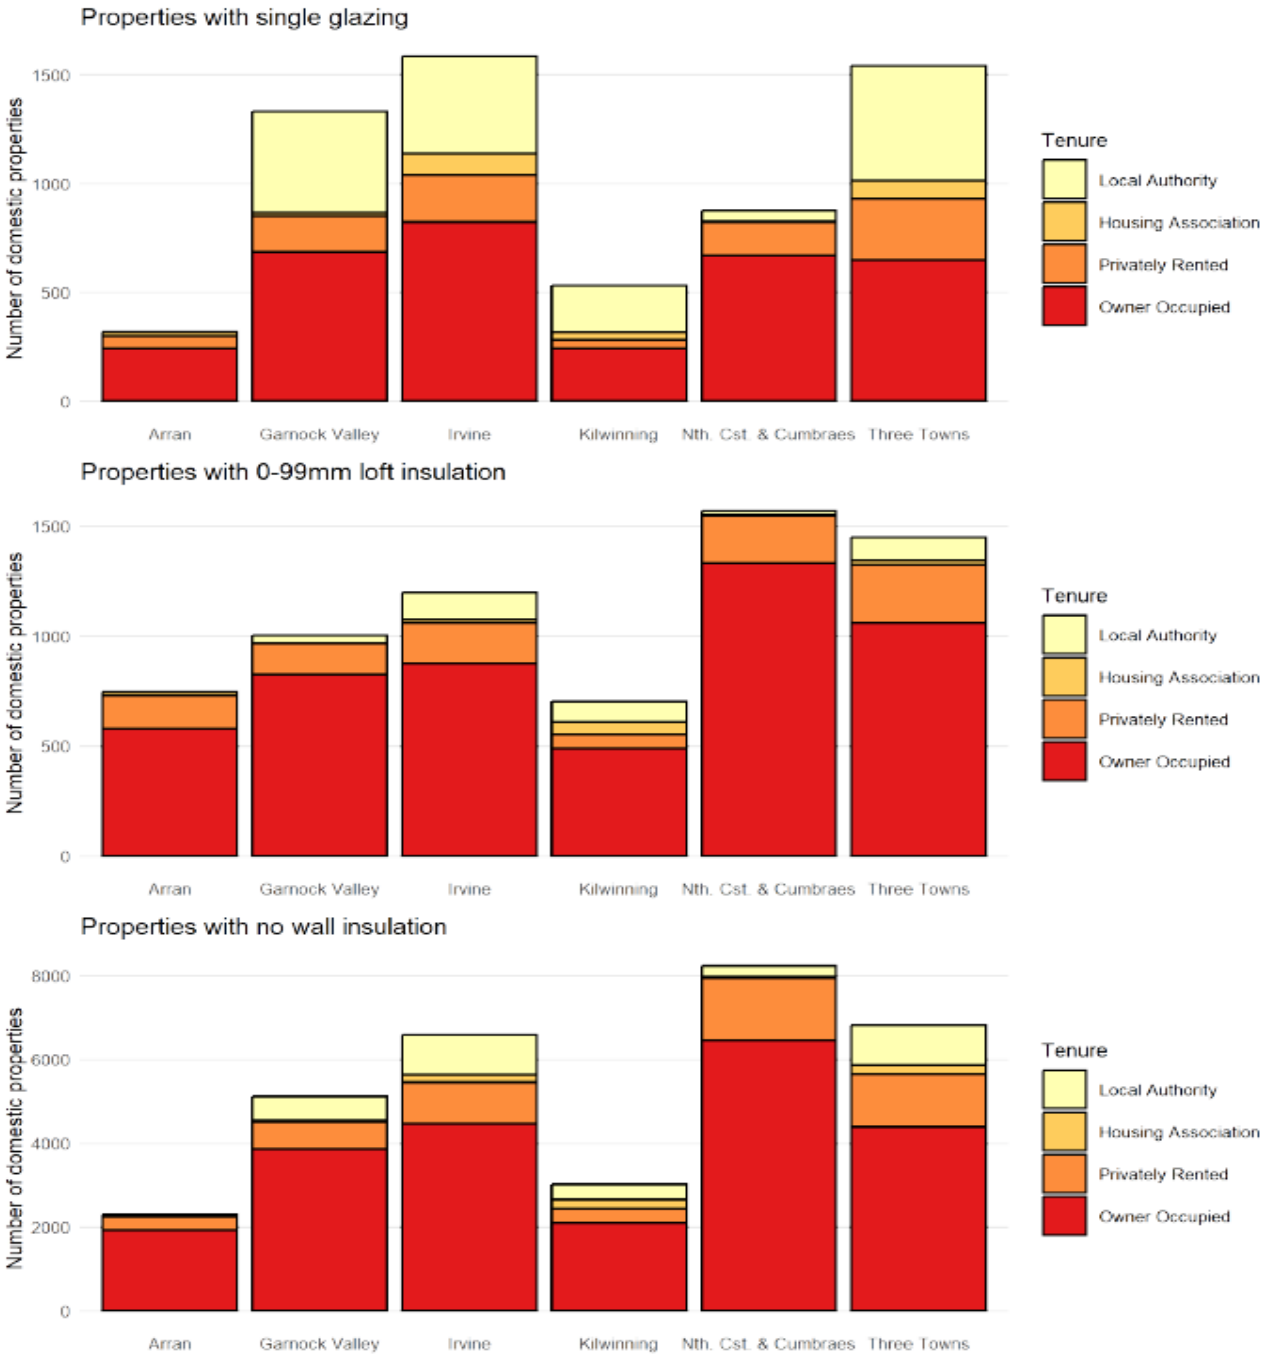 Properties with single glazing
Number of domestic properties
1500
1000
500
0
Arran Garnock Valley Irvine Kilwinning Nth. Cst. & Cumbraes Three Towns
Tenure
Local Authority
Housing Association
Privately Rented
Owner Occupied
Properties with 0-99mm loft insulation
Number of domestic properties
1500
1000
500
0
Arran Garnock Valley Irvine Kilwinning Nth. Cst. & Cumbraes Three Towns
Tenure
Local Authority
Housing Association
Privately Rented
Owner Occupied
Properties with no wall insulation
Number of domestic properties
8000
6000
4000
2000
0
Arran Garnock Valley Irvine Kilwinning Nth. Cst. & Cumbraes Three Towns
Tenure
Local Authority
Housing Association
Privately Rented
Owner Occupied